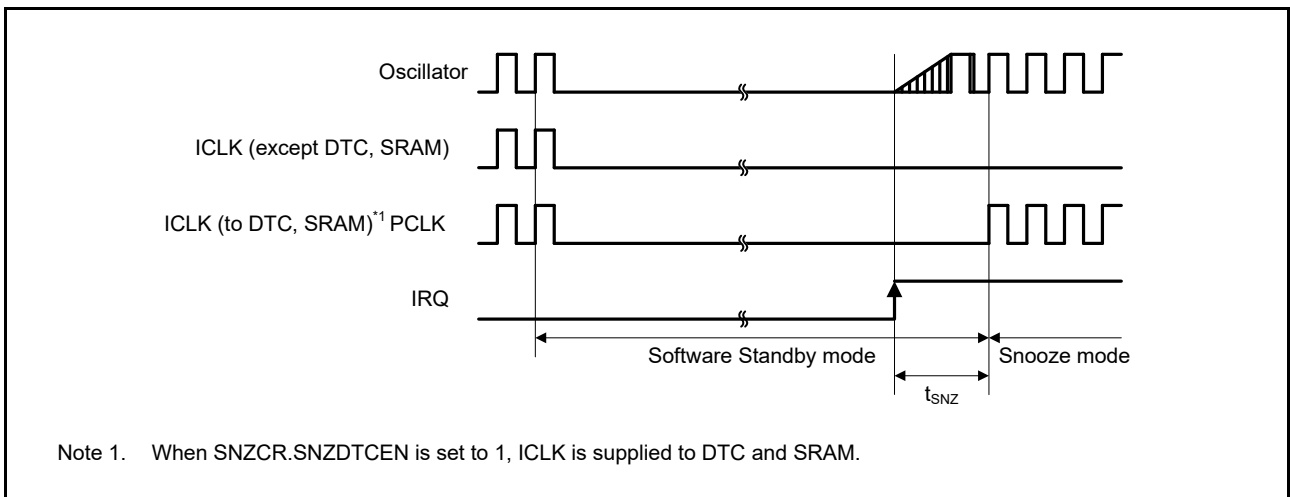 Oscillator
ICLK (except DTC, SRAM)
ICLK (to DTC, SRAM)*1 PCLK
IRQ
Software Standby mode
Snooze mode
tSNZ
Note 1. When SNZCR.SNZDTCEN is set to 1, ICLK is supplied to DTC and SRAM.